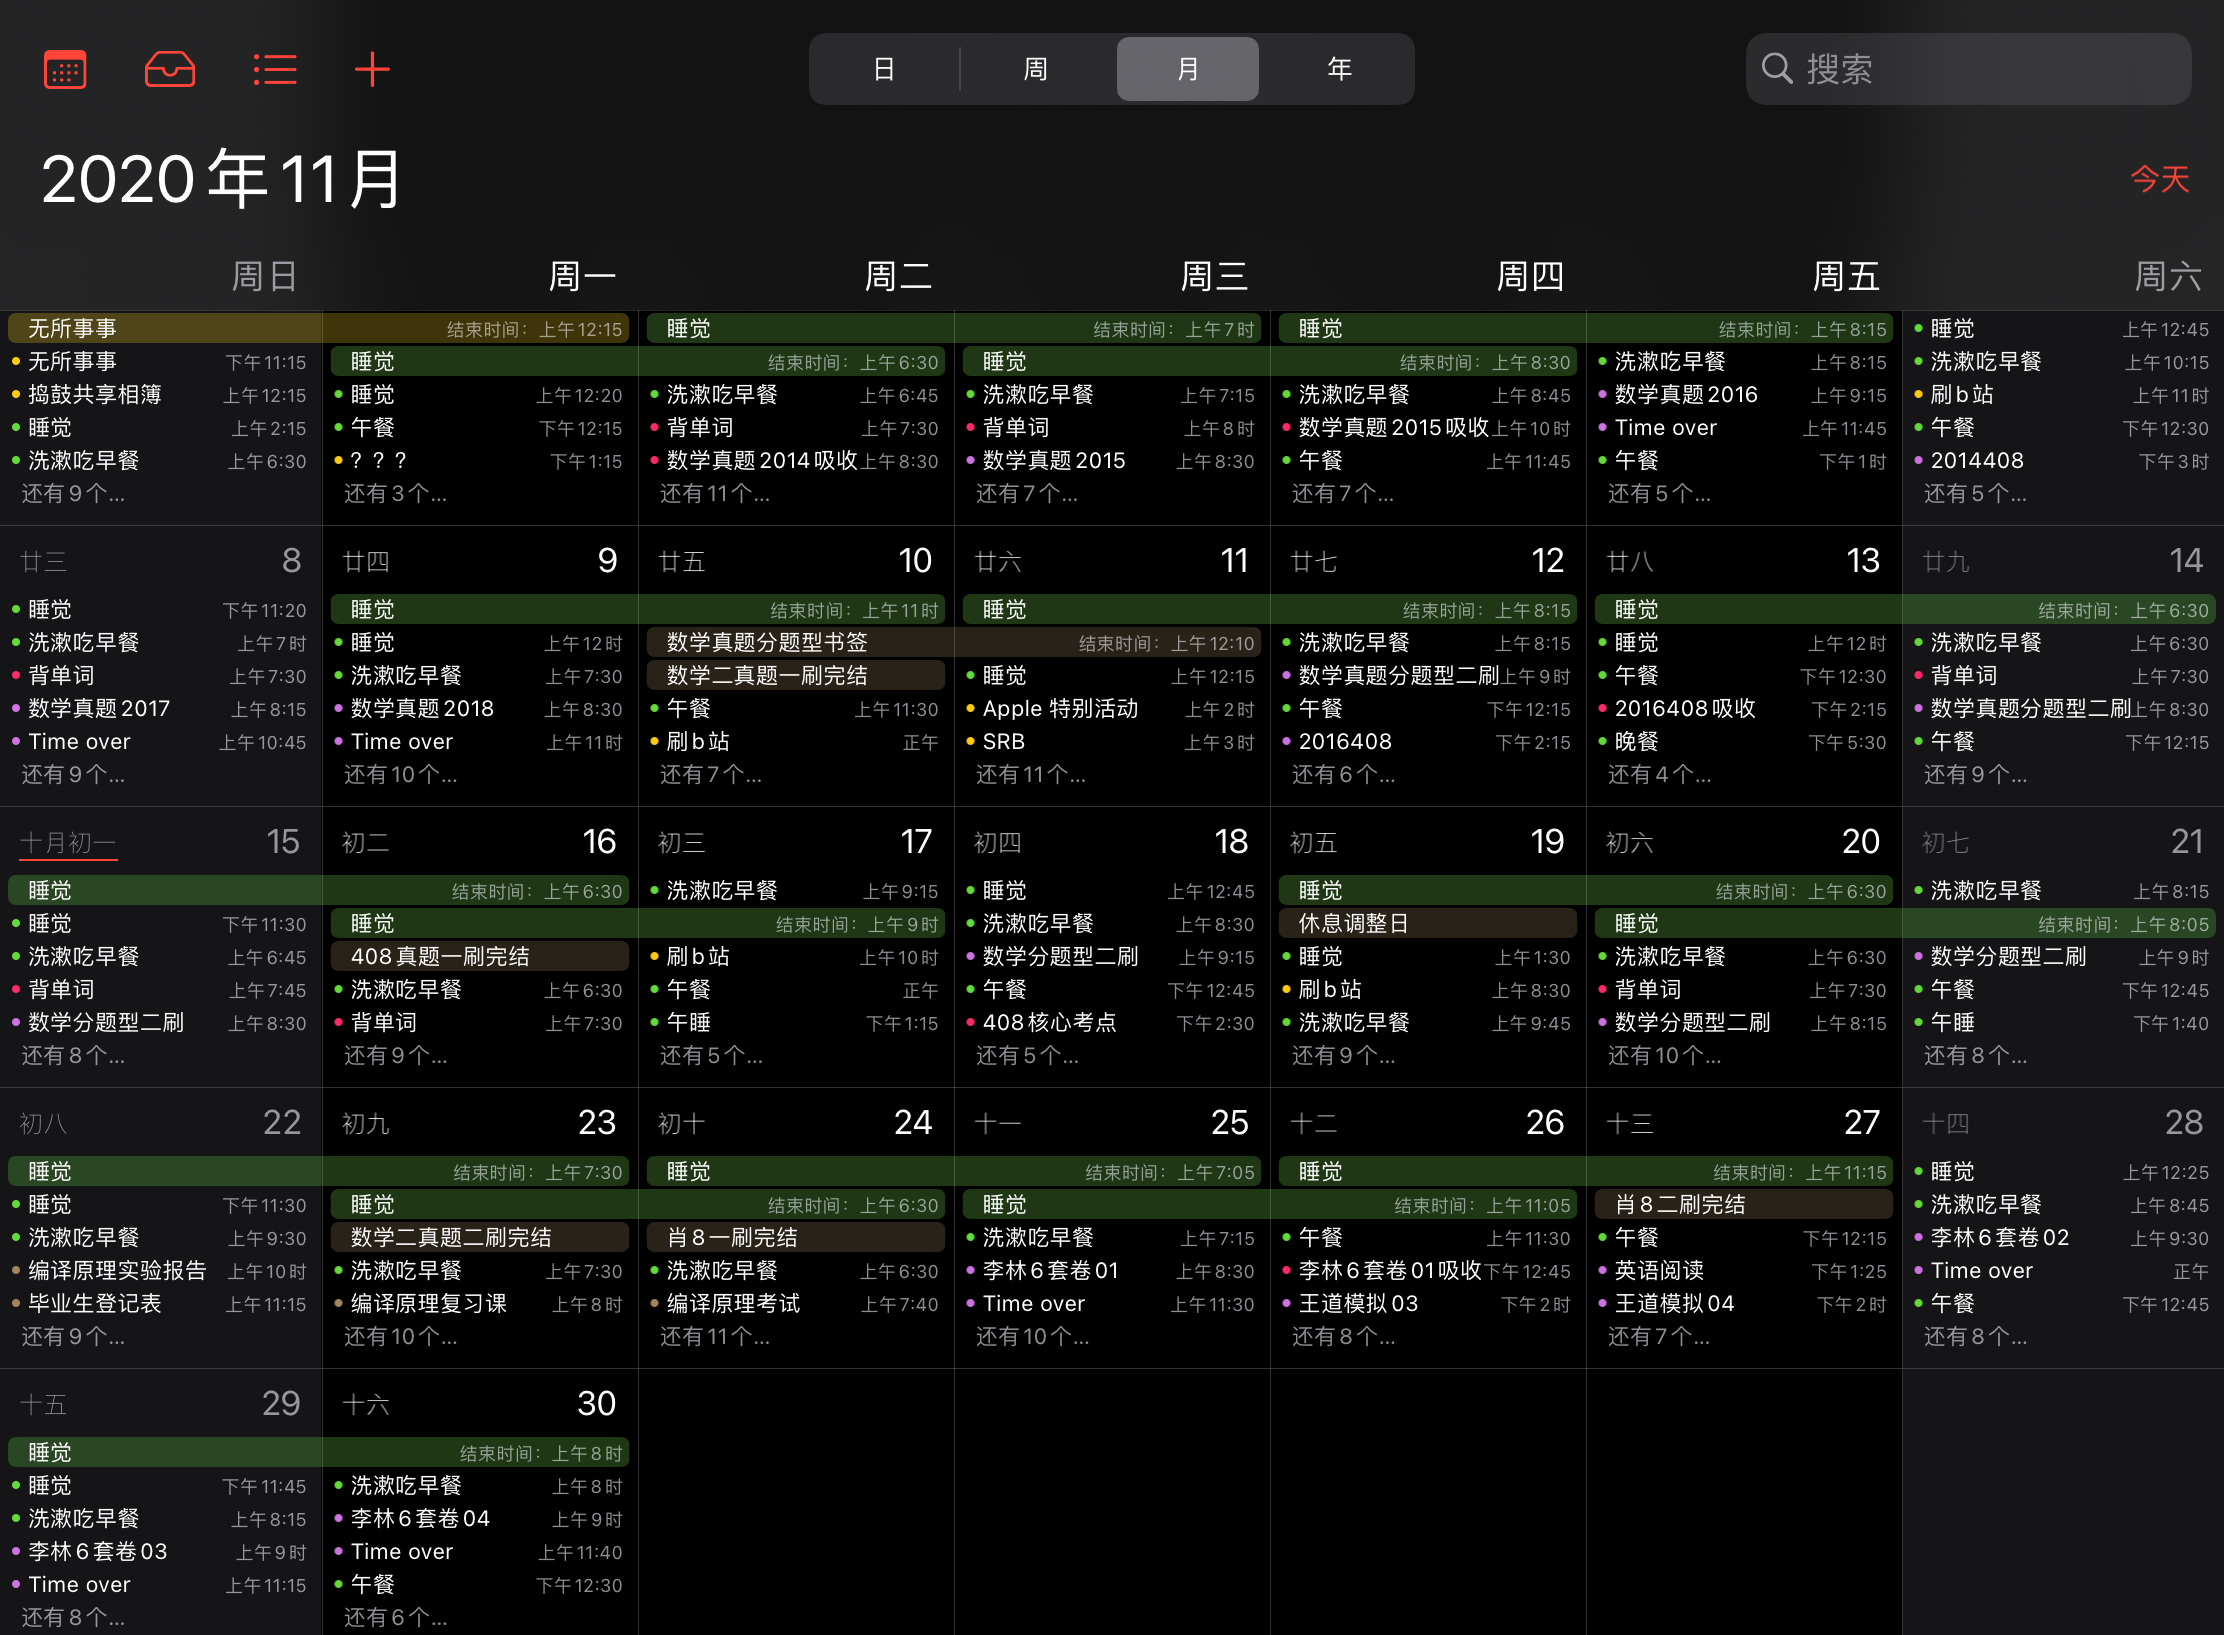 日 周 月 年
搜索
2020年11月
今天
周日 周一 周二 周三 周四 周五 周六
无所事事 结束时间：上午12:15
无所事事 下午11:15
捣鼓共享相簿 上午12:15
睡觉 上午2:15
洗漱吃早餐 上午6:30
还有9个...
睡觉 结束时间：上午6:30
睡觉 上午12:20
午餐 下午12:15
？？？ 下午1:15
还有3个...
睡觉 结束时间：上午7时
洗漱吃早餐 上午6:45
背单词 上午7:30
数学真题2014吸收 上午8:30
还有11个...
睡觉 结束时间：上午8:30
洗漱吃早餐 上午7:15
背单词 上午8时
数学真题2015 上午8:30
还有7个...
睡觉 结束时间：上午8:15
洗漱吃早餐 上午8:45
数学真题2015吸收 上午10时
午餐 上午11:45
还有7个...
洗漱吃早餐 上午8:15
数学真题2016 上午9:15
Time over 上午11:45
午餐 下午1时
还有5个...
睡觉 上午12:45
洗漱吃早餐 上午10:15
刷b站 上午11时
午餐 下午12:30
2014408 下午3时
还有5个...
廿三 8
睡觉 下午11:20
洗漱吃早餐 上午7时
背单词 上午7:30
数学真题2017 上午8:15
Time over 上午10:45
还有9个...
廿四 9
睡觉 结束时间：上午11时
睡觉 上午12时
洗漱吃早餐 上午7:30
数学真题2018 上午8:30
Time over 上午11时
还有10个...
廿五 10
数学真题分题型书签 结束时间：上午12:10
数学二真题一刷完结
午餐 上午11:30
刷b站 正午
还有7个...
廿六 11
睡觉 结束时间：上午8:15
睡觉 上午12:15
Apple 特别活动 上午2时
SRB 上午3时
还有11个...
廿七 12
洗漱吃早餐 上午8:15
数学真题分题型二刷 上午9时
午餐 下午12:15
2016408 下午2:15
还有6个...
廿八 13
睡觉 结束时间：上午6:30
睡觉 上午12时
午餐 下午12:30
2016408吸收 下午2:15
晚餐 下午5:30
还有4个...
廿九 14
洗漱吃早餐 上午6:30
背单词 上午7:30
数学真题分题型二刷 上午8:30
午餐 下午12:15
还有9个...
十月初一 15
睡觉 结束时间：上午6:30
睡觉 下午11:30
洗漱吃早餐 上午6:45
背单词 上午7:45
数学分题型二刷 上午8:30
还有8个...
初二 16
睡觉 结束时间：上午9时
408真题一刷完结
洗漱吃早餐 上午6:30
背单词 上午7:30
还有9个...
初三 17
洗漱吃早餐 上午9:15
刷b站 上午10时
午餐 正午
午睡 下午1:15
还有5个...
初四 18
睡觉 上午12:45
洗漱吃早餐 上午8:30
数学分题型二刷 上午9:15
午餐 下午12:45
408核心考点 下午2:30
还有5个...
初五 19
睡觉 结束时间：上午6:30
休息调整日
睡觉 上午1:30
刷b站 上午8:30
洗漱吃早餐 上午9:45
还有9个...
初六 20
睡觉 结束时间：上午8:05
洗漱吃早餐 上午6:30
背单词 上午7:30
数学分题型二刷 上午8:15
还有10个...
初七 21
洗漱吃早餐 上午8:15
数学分题型二刷 上午9时
午餐 下午12:45
午睡 下午1:40
还有8个...
初八 22
睡觉 结束时间：上午7:30
睡觉 下午11:30
洗漱吃早餐 上午9:30
编译原理实验报告 上午10时
毕业生登记表 上午11:15
还有9个...
初九 23
睡觉 结束时间：上午6:30
数学二真题二刷完结
洗漱吃早餐 上午7:30
编译原理复习课 上午8时
还有10个...
初十 24
睡觉 结束时间：上午7:05
肖8一刷完结
洗漱吃早餐 上午6:30
编译原理考试 上午7:40
还有11个...
十一 25
睡觉 结束时间：上午11:05
洗漱吃早餐 上午7:15
李林6套卷01 上午8:30
Time over 上午11:30
还有10个...
十二 26
睡觉 结束时间：上午11:15
午餐 上午11:30
李林6套卷01吸收 下午12:45
王道模拟03 下午2时
还有8个...
十三 27
肖8二刷完结
午餐 下午12:15
英语阅读 下午1:25
王道模拟04 下午2时
还有7个...
十四 28
睡觉 上午12:25
洗漱吃早餐 上午8:45
李林6套卷02 上午9:30
Time over 正午
午餐 下午12:45
还有8个...
十五 29
睡觉 结束时间：上午8时
睡觉 下午11:45
洗漱吃早餐 上午8:15
李林6套卷03 上午9时
Time over 上午11:15
还有8个...
十六 30
洗漱吃早餐 上午8时
李林6套卷04 上午9时
Time over 上午11:40
午餐 下午12:30
还有6个...